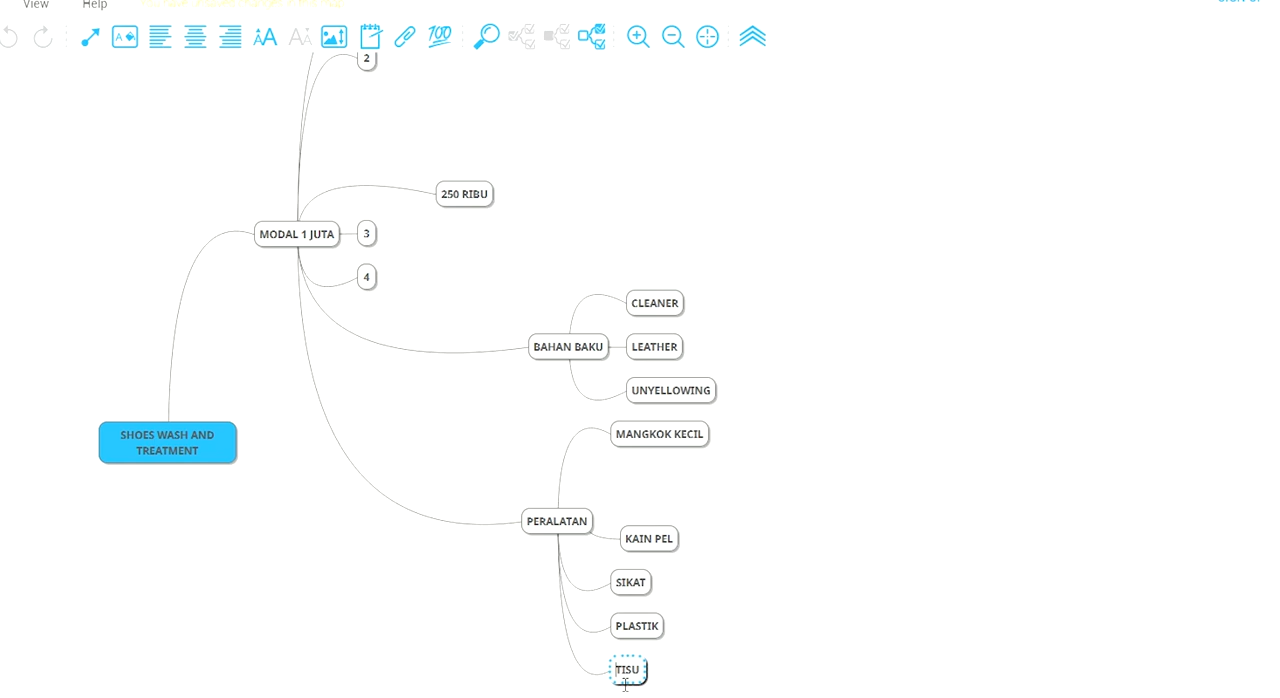 View Help
2
250 RIBU
MODAL 1 JUTA
3
4
CLEANER
BAHAN BAKU
LEATHER
UNYELLOWING
MANGKOK KECIL
SHOES WASH AND
TREATMENT
PERALATAN
KAIN PEL
SIKAT
PLASTIK
TISU